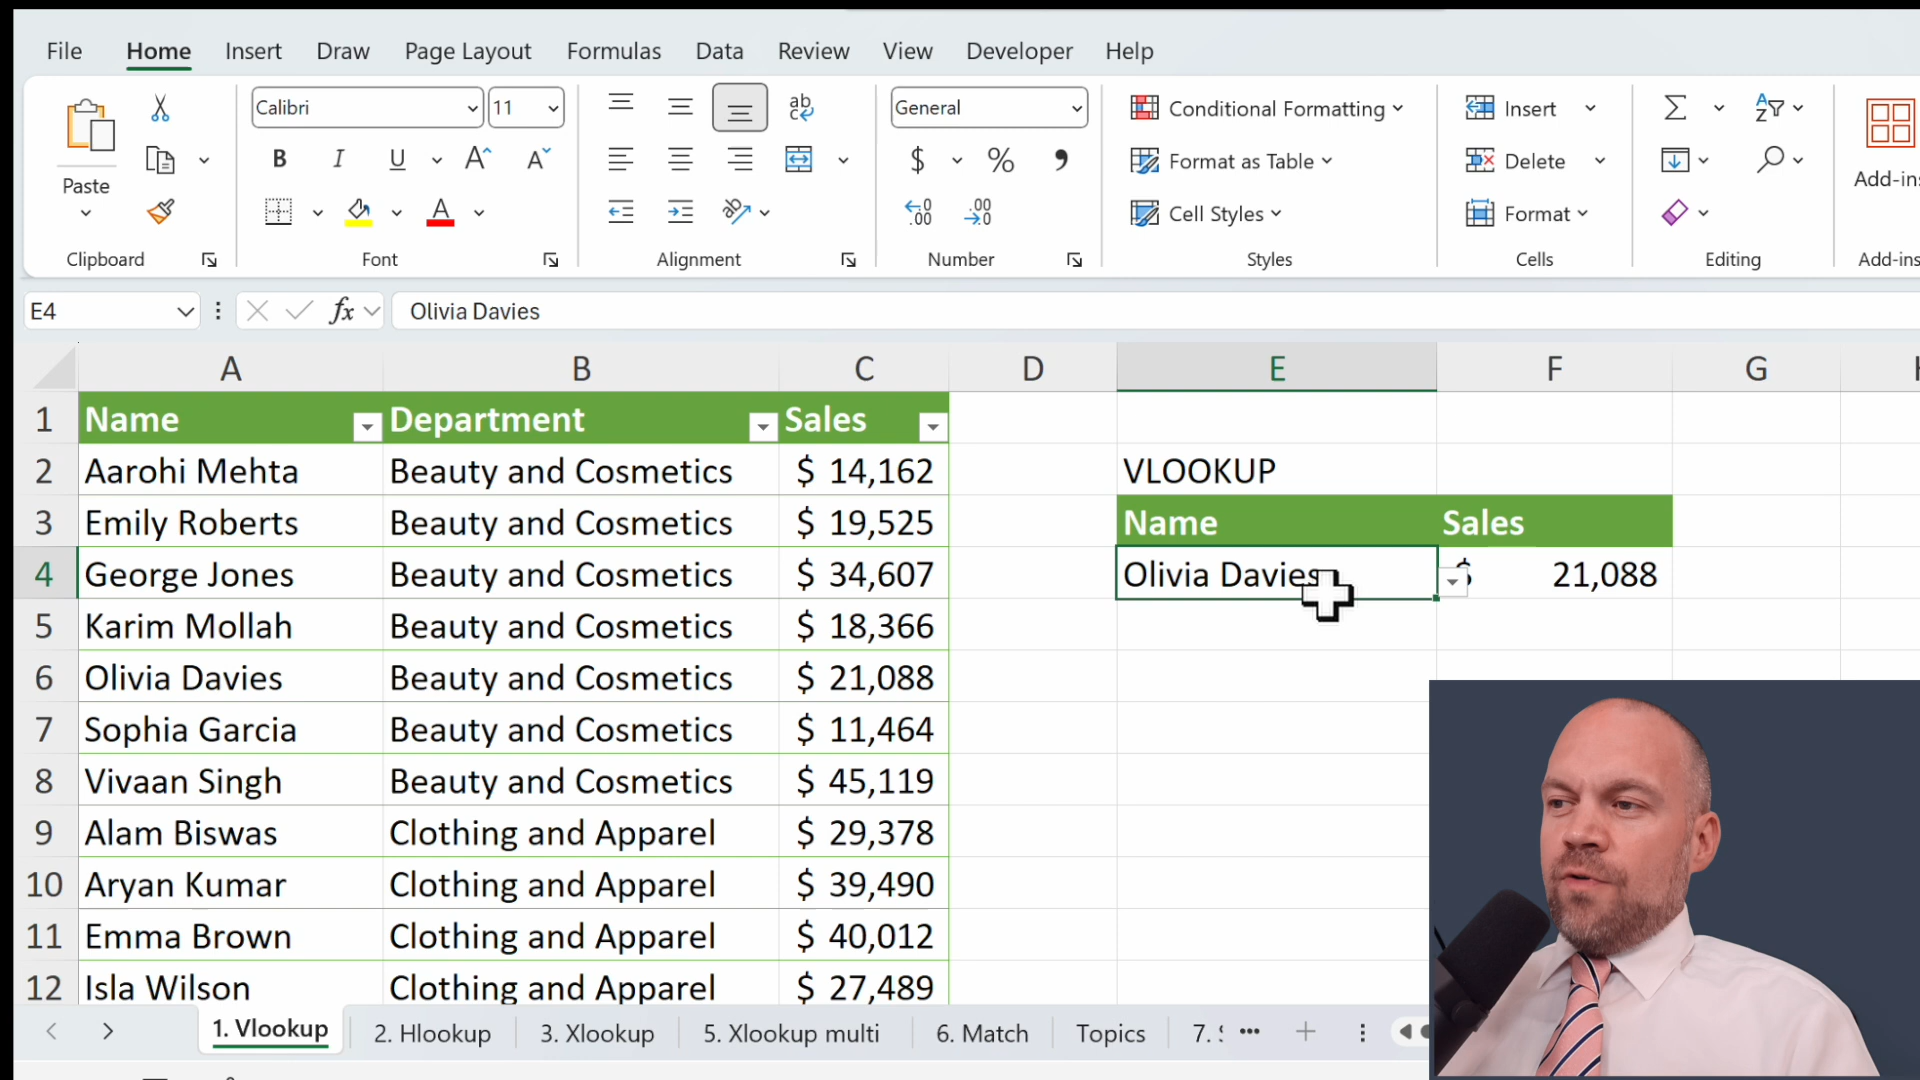 File Home Insert Draw Page Layout Formulas Data Review View Developer Help
Calibri 11 General Conditional Formatting Insert
Format as Table Delete
Paste Cell Styles Format
Clipboard Font Alignment Number Styles Cells Editing
E4 fx Olivia Davies
A B C D E F G
1 Name Department Sales
2 Aarohi Mehta Beauty and Cosmetics $ 14,162 VLOOKUP
3 Emily Roberts Beauty and Cosmetics $ 19,525 Name Sales
4 George Jones Beauty and Cosmetics $ 34,607 Olivia Davies $ 21,088
5 Karim Mollah Beauty and Cosmetics $ 18,366
6 Olivia Davies Beauty and Cosmetics $ 21,088
7 Sophia Garcia Beauty and Cosmetics $ 11,464
8 Vivaan Singh Beauty and Cosmetics $ 45,119
9 Alam Biswas Clothing and Apparel $ 29,378
10 Aryan Kumar Clothing and Apparel $ 39,490
11 Emma Brown Clothing and Apparel $ 40,012
12 Isla Wilson Clothing and Apparel $ 27,489
1. Vlookup 2. Hlookup 3. Xlookup 5. Xlookup multi 6. Match Topics 7.